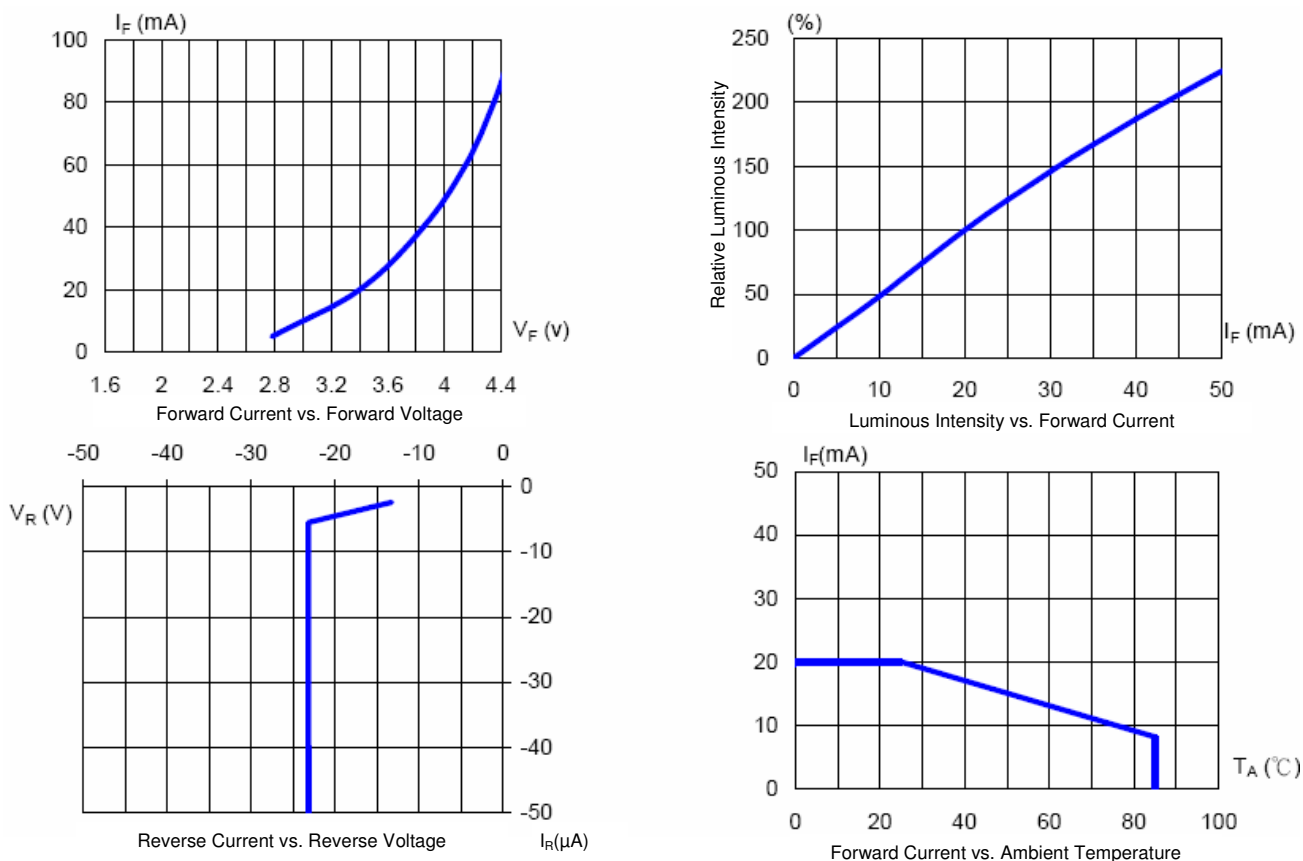 I_F (mA)
100
80
60
40
20
0
V_F (v)
1.6 2 2.4 2.8 3.2 3.6 4 4.4
Forward Current vs. Forward Voltage
(%)
250
200
150
100
50
0
Relative Luminous Intensity
I_F (mA)
0 10 20 30 40 50
Luminous Intensity vs. Forward Current
-50 -40 -30 -20 -10 0
V_R (V)
0
-10
-20
-30
-40
-50
Reverse Current vs. Reverse Voltage
I_R(µA)
I_F(mA)
50
40
30
20
10
0
T_A (℃)
0 20 40 60 80 100
Forward Current vs. Ambient Temperature